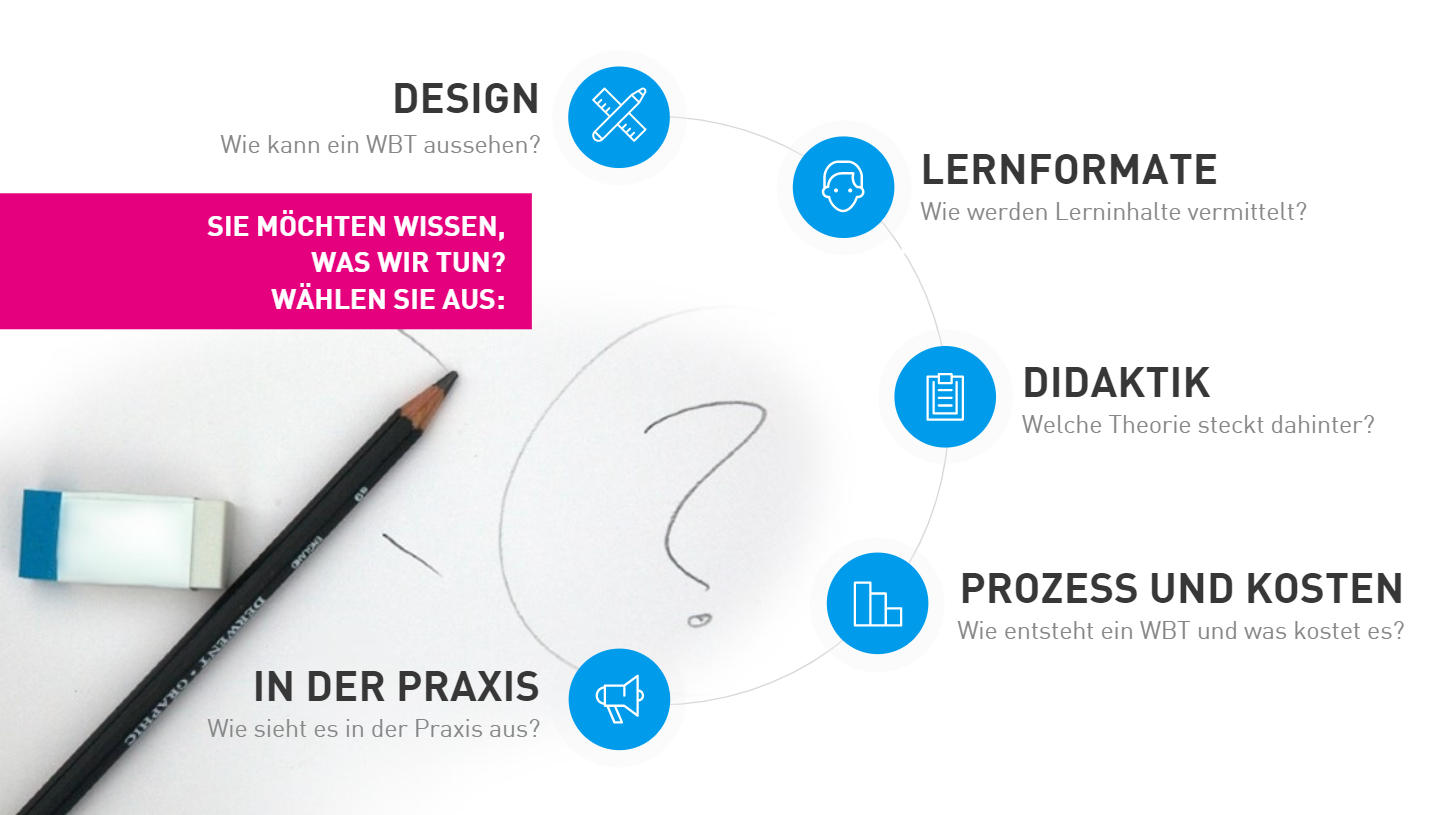 DESIGN
Wie kann ein WBT aussehen?
LERNFORMATE
Wie werden Lerninhalte vermittelt?
SIE MÖCHTEN WISSEN,
WAS WIR TUN?
WÄHLEN SIE AUS:
DIDAKTIK
Welche Theorie steckt dahinter?
PROZESS UND KOSTEN
Wie entsteht ein WBT und was kostet es?
IN DER PRAXIS
Wie sieht es in der Praxis aus?
?
DERWENT • GRAPHIC
ENGLAND